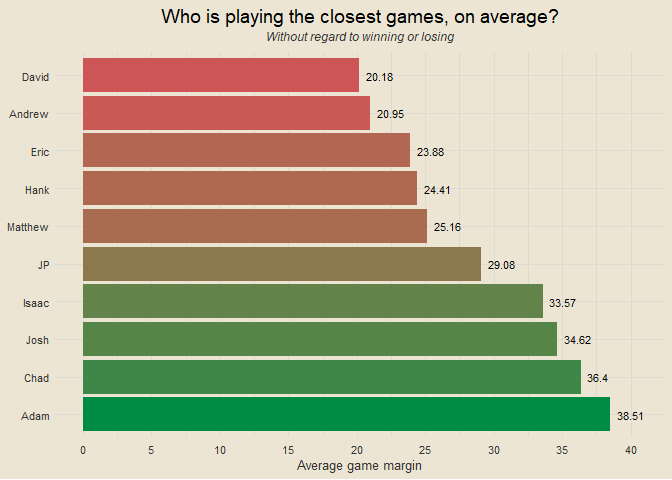 Who is playing the closest games, on average?
Without regard to winning or losing
David 20.18
Andrew 20.95
Eric 23.88
Hank 24.41
Matthew 25.16
JP 29.08
Isaac 33.57
Josh 34.62
Chad 36.4
Adam 38.51
0 5 10 15 20 25 30 35 40
Average game margin